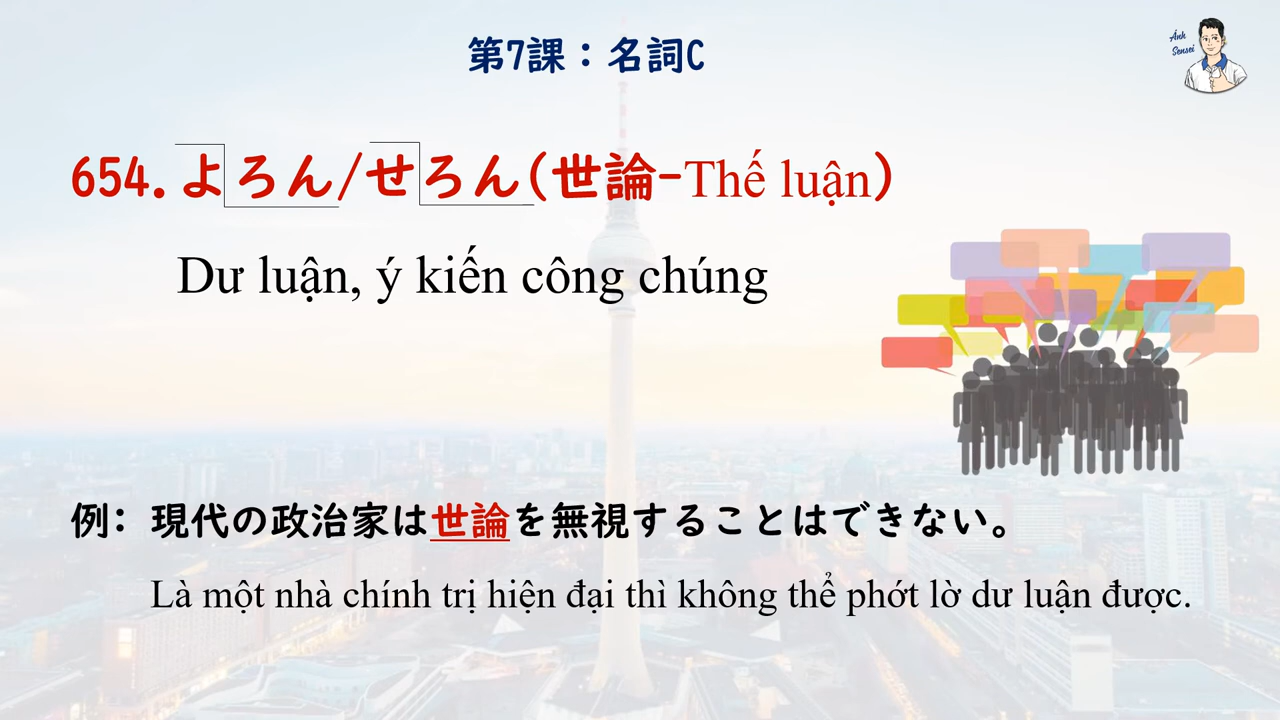 第7課：名詞C
Ánh
Sensei
654.よろん/せろん(世論-Thế luận)
Dư luận, ý kiến công chúng
例：現代の政治家は世論を無視することはできない。
Là một nhà chính trị hiện đại thì không thể phớt lờ dư luận được.